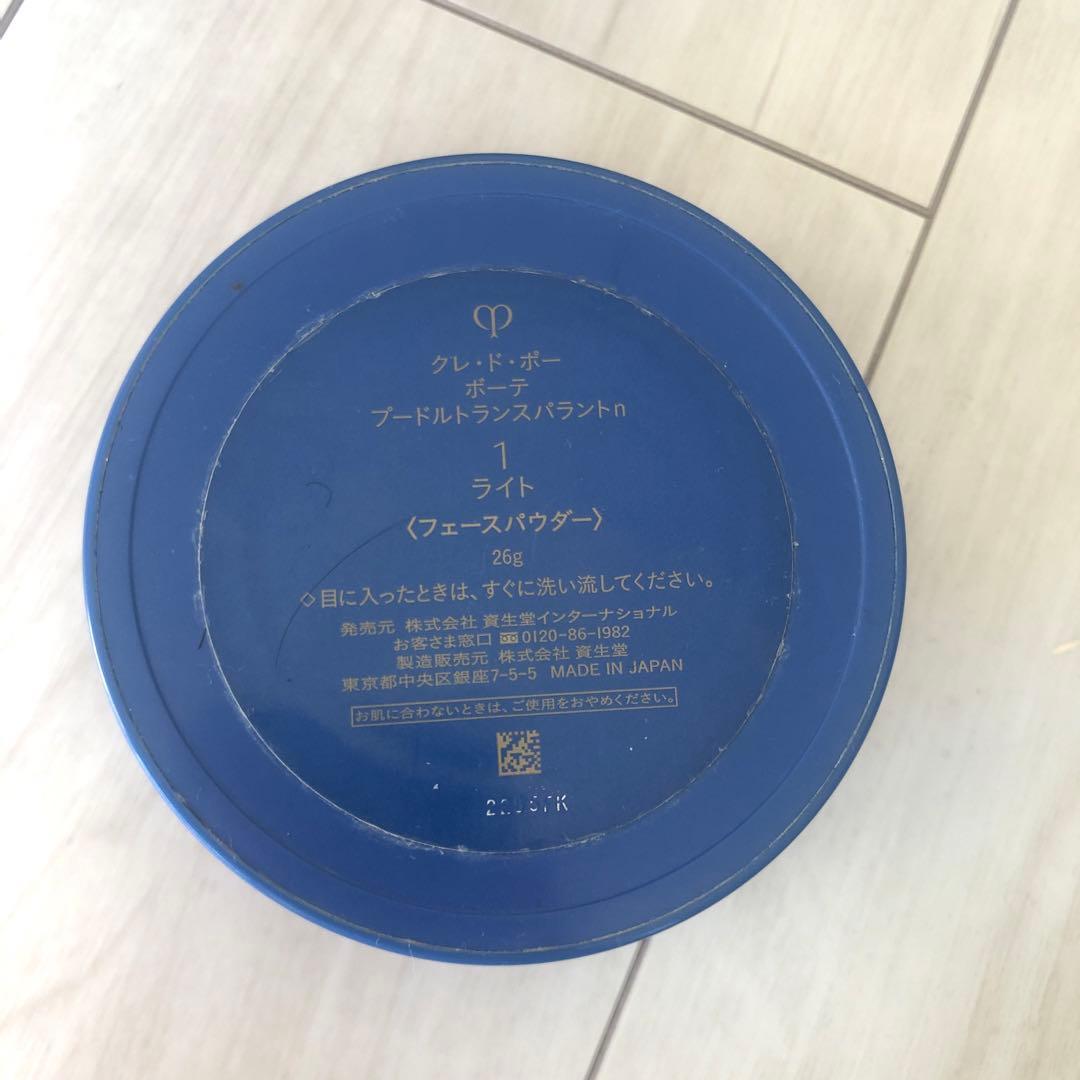 クレ・ド・ポー
ボーテ
プードルトランスパラントn
1
ライト
〈フェースパウダー〉
26g
◇目に入ったときは、すぐに洗い流してください。
発売元 株式会社 資生堂インターナショナル
お客さま窓口 0120-86-1982
製造販売元 株式会社 資生堂
東京都中央区銀座7-5-5 MADE IN JAPAN
お肌に合わないときは、ご使用をおやめください。